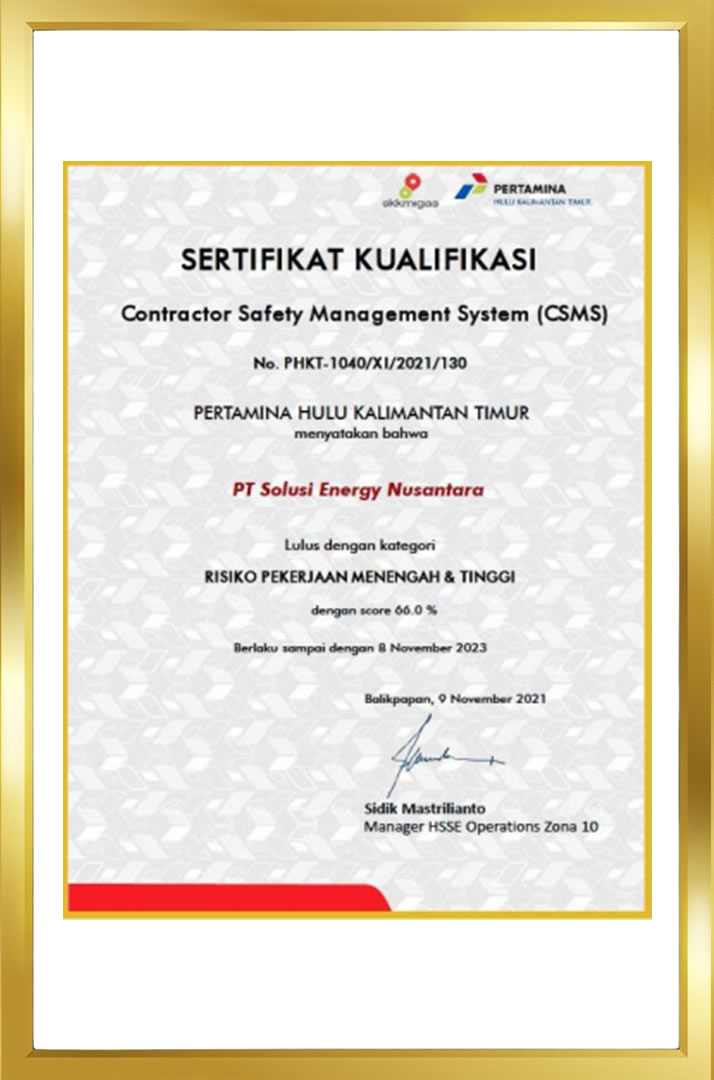 skkmigas
PERTAMINA
HULU KALIMANTAN TIMUR
SERTIFIKAT KUALIFIKASI
Contractor Safety Management System (CSMS)
No. PHKT-1040/XI/2021/130
PERTAMINA HULU KALIMANTAN TIMUR
menyatakan bahwa
PT Solusi Energy Nusantara
Lulus dengan kategori
RISIKO PEKERJAAN MENENGAH & TINGGI
dengan score 66.0 %
Berlaku sampai dengan 8 November 2023
Balikpapan, 9 November 2021
Sidik Mastrilianto
Manager HSSE Operations Zona 10